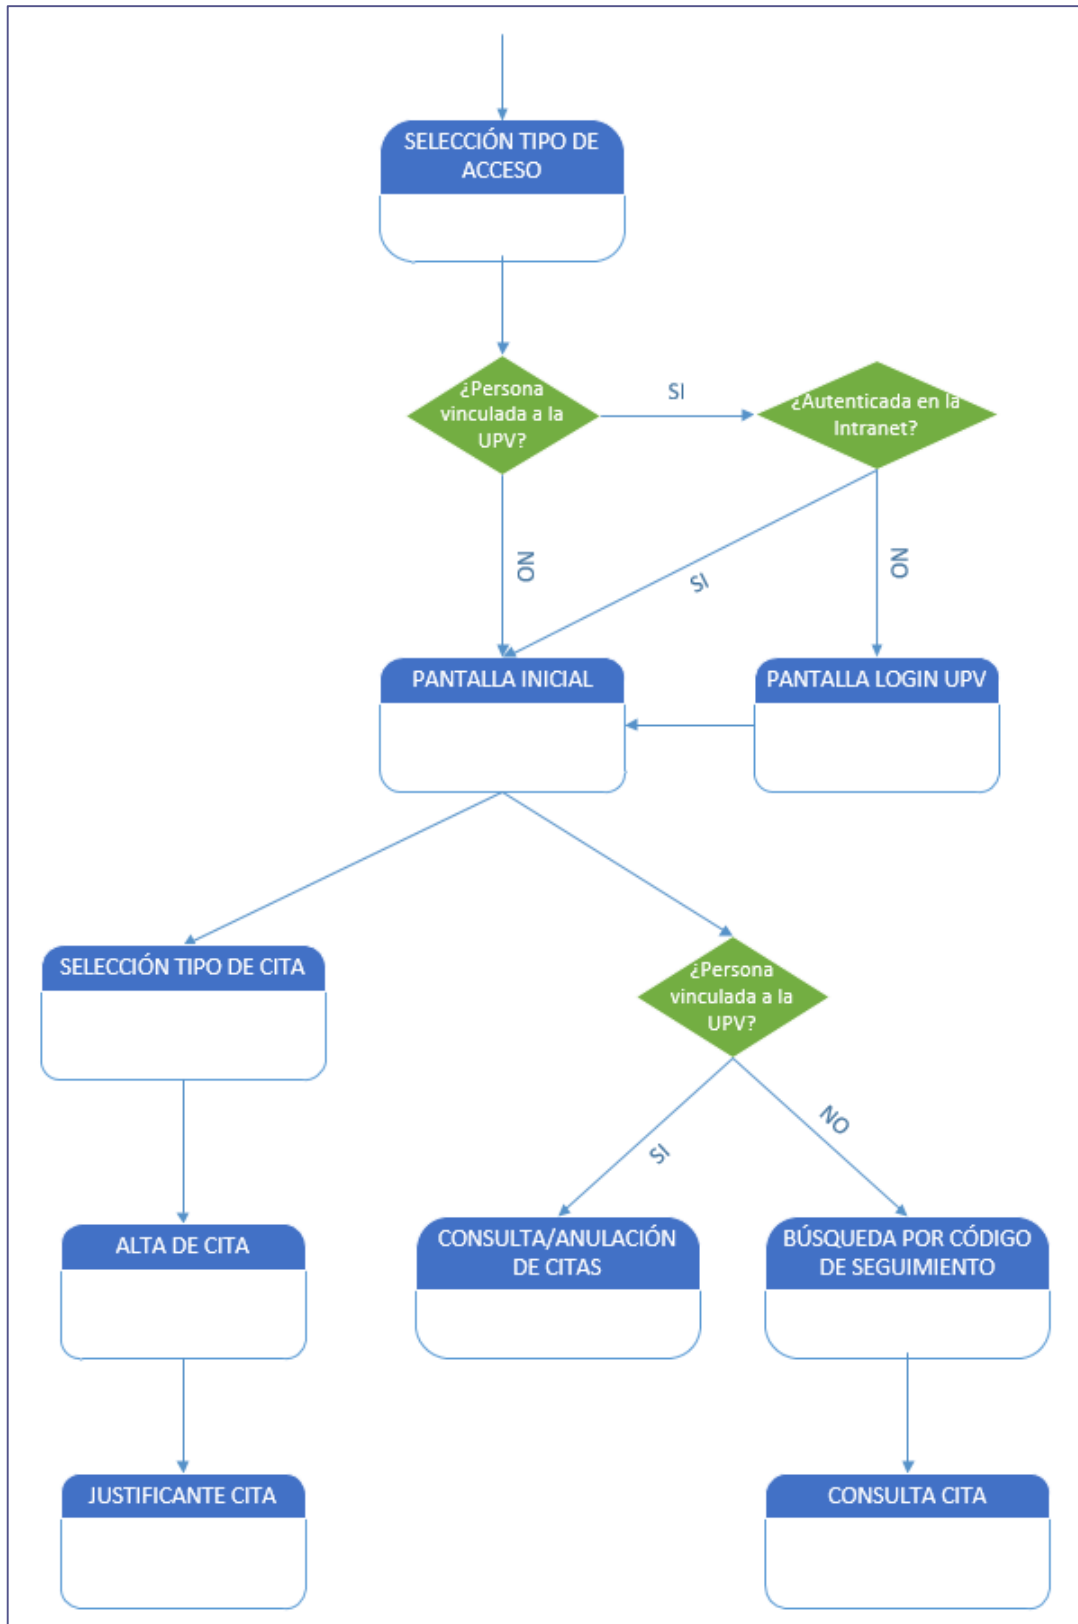 SELECCIÓN TIPO DE
ACCESO
¿Persona
vinculada a la
UPV?
SI
¿Autenticada en la
Intranet?
NO
SI
NO
PANTALLA INICIAL
PANTALLA LOGIN UPV
SELECCIÓN TIPO DE CITA
¿Persona
vinculada a la
UPV?
SI
NO
ALTA DE CITA
CONSULTA/ANULACIÓN
DE CITAS
BÚSQUEDA POR CÓDIGO
DE SEGUIMIENTO
JUSTIFICANTE CITA
CONSULTA CITA